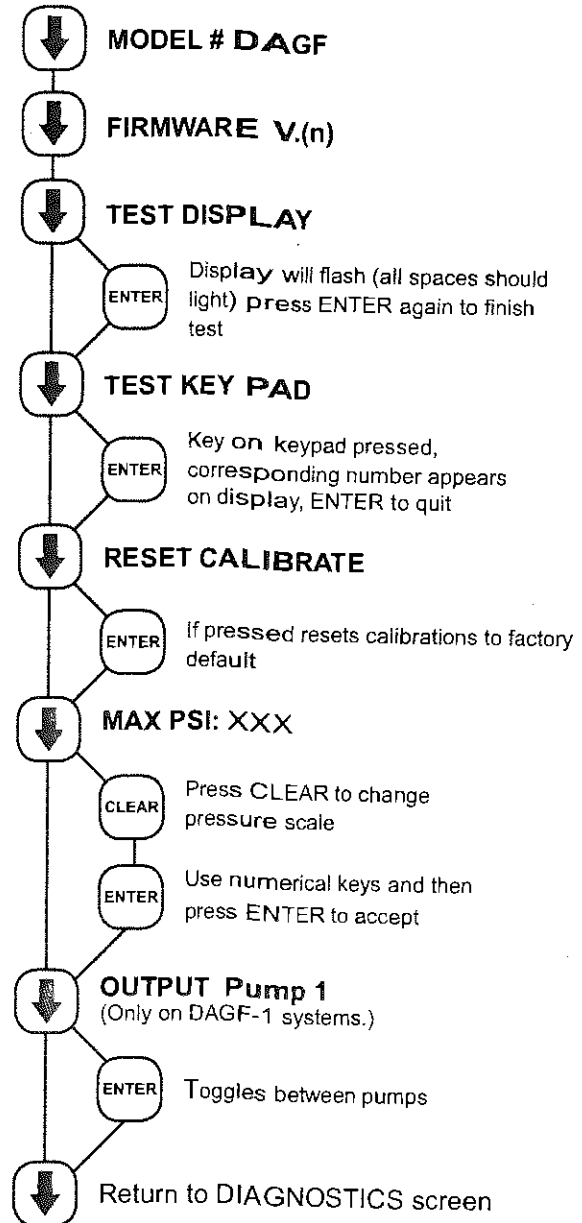 MODEL # DAGF
FIRMWARE V.(n)
TEST DISPLAY
ENTER
Display will flash (all spaces should
light) press ENTER again to finish
test
TEST KEY PAD
ENTER
Key on keypad pressed,
corresponding number appears
on display, ENTER to quit
RESET CALIBRATE
ENTER
If pressed resets calibrations to factory
default
MAX PSI: XXX
CLEAR
Press CLEAR to change
pressure scale
ENTER
Use numerical keys and then
press ENTER to accept
OUTPUT Pump 1
(Only on DAGF-1 systems.)
ENTER
Toggles between pumps
Return to DIAGNOSTICS screen